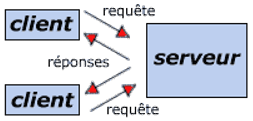 requête
client
serveur
réponses
client
requête